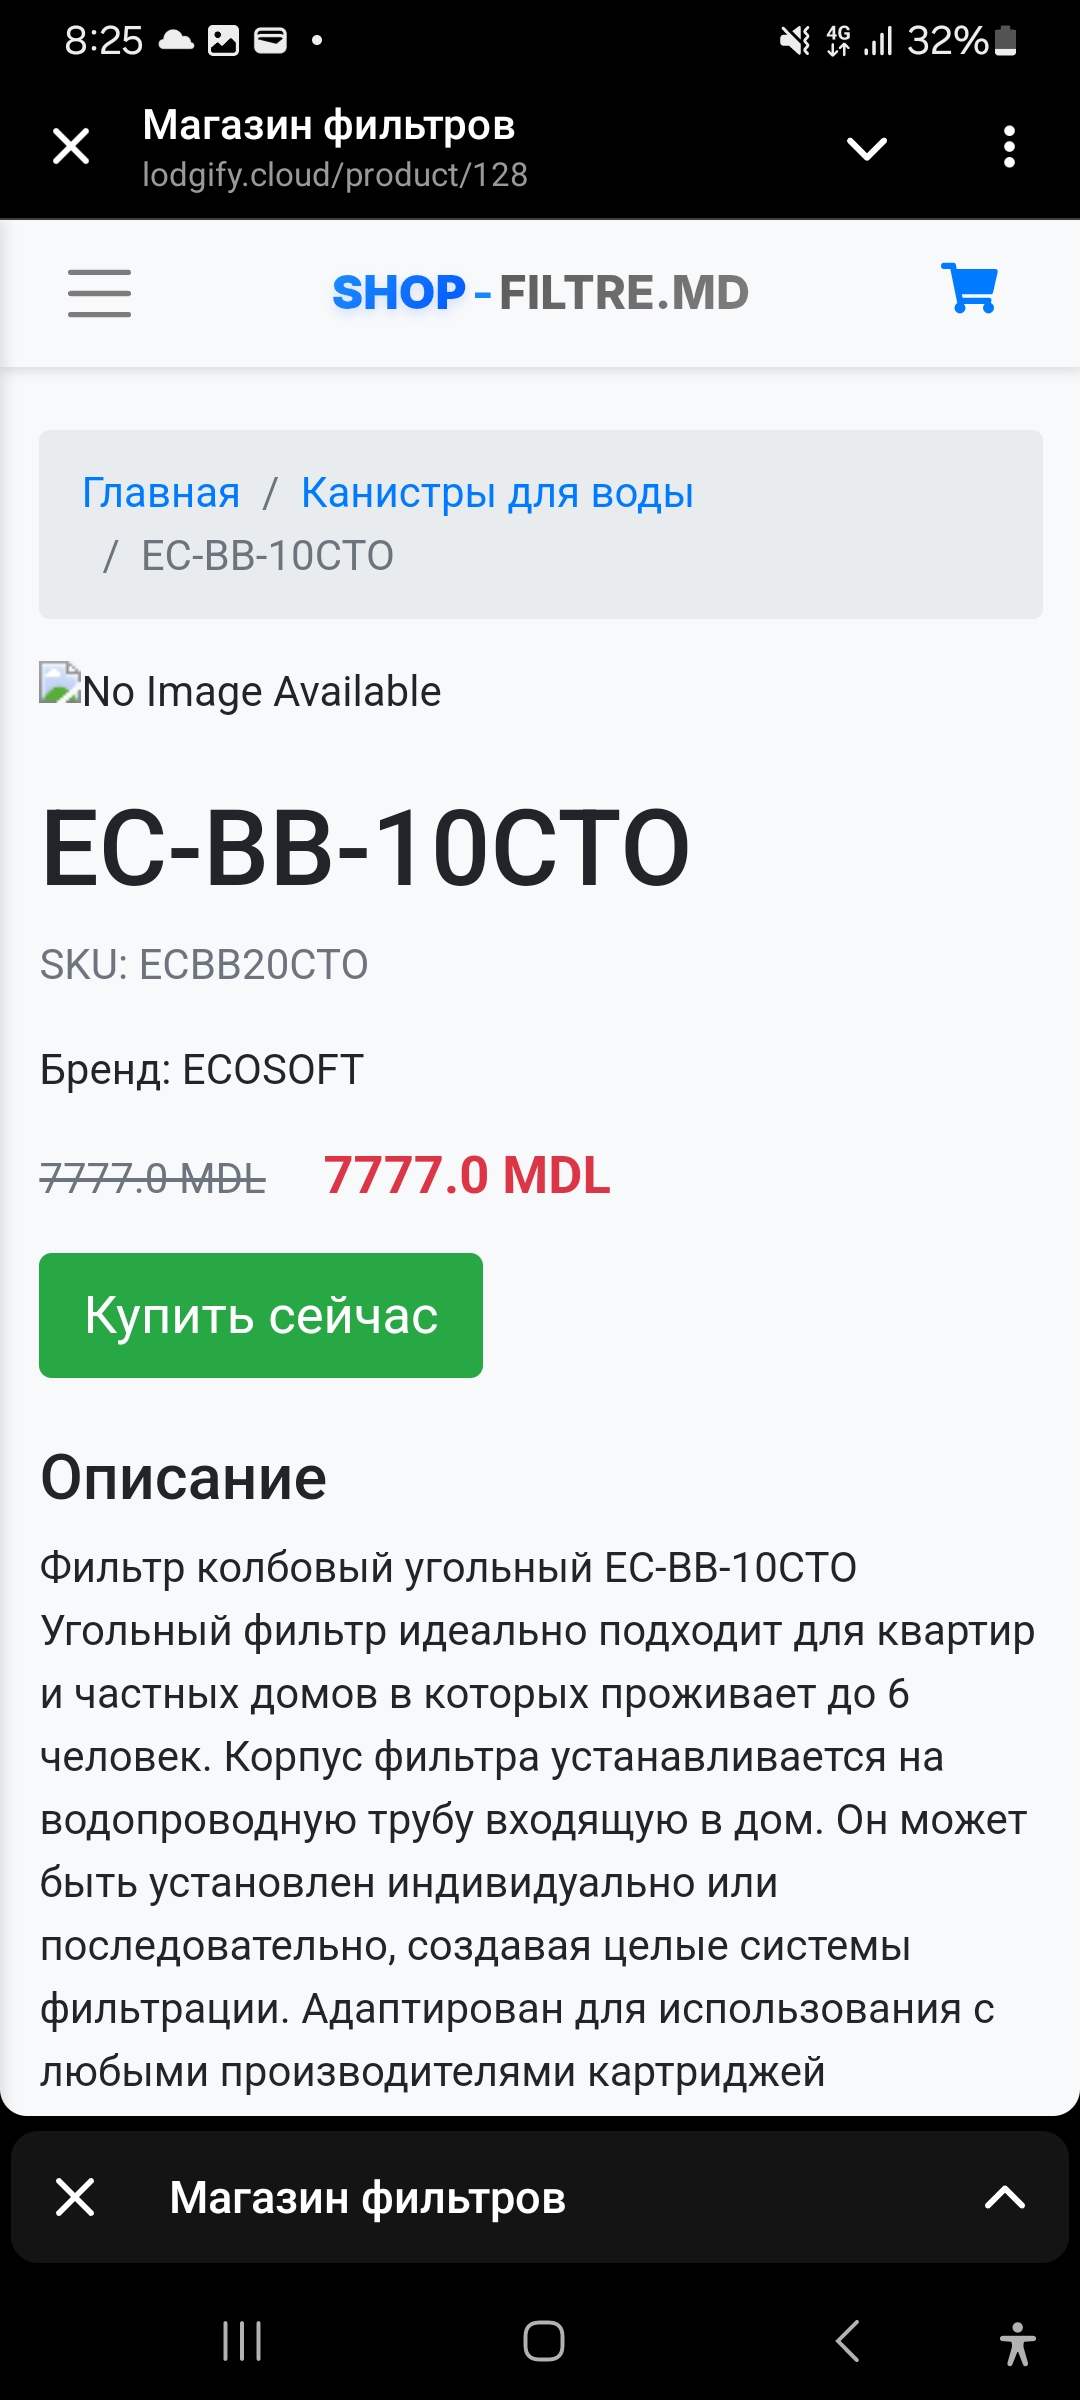 8:25
4G
32%
Магазин фильтров
lodgify.cloud/product/128
SHOP-FILTRE.MD
Главная / Канистры для воды
/ EC-BB-10CTO
No Image Available
EC-BB-10CTO
SKU: ECBB20CTO
Бренд: ECOSOFT
7777.0 MDL 7777.0 MDL
Купить сейчас
Описание
Фильтр колбовый угольный EC-BB-10CTO
Угольный фильтр идеально подходит для квартир
и частных домов в которых проживает до 6
человек. Корпус фильтра устанавливается на
водопроводную трубу входящую в дом. Он может
быть установлен индивидуально или
последовательно, создавая целые системы
фильтрации. Адаптирован для использования с
любыми производителями картриджей
Магазин фильтров